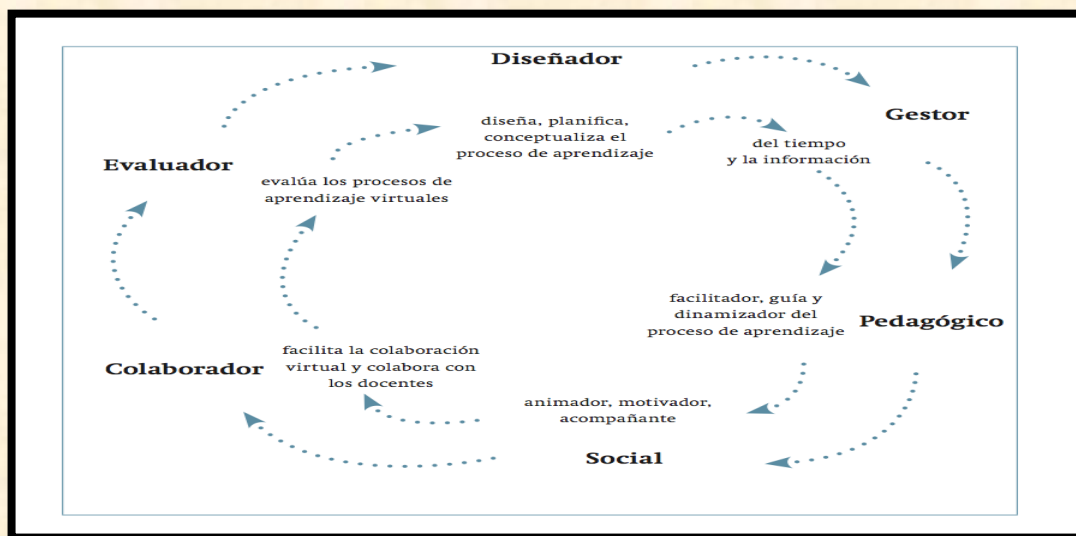 Diseñador
diseña, planifica,
conceptualiza el
proceso de aprendizaje
Gestor
del tiempo
y la información
Pedagógico
facilitador, guía y
dinamizador del
proceso de aprendizaje
Social
animador, motivador,
acompañante
Colaborador
facilita la colaboración
virtual y colabora con
los docentes
Evaluador
evalúa los procesos de
aprendizaje virtuales